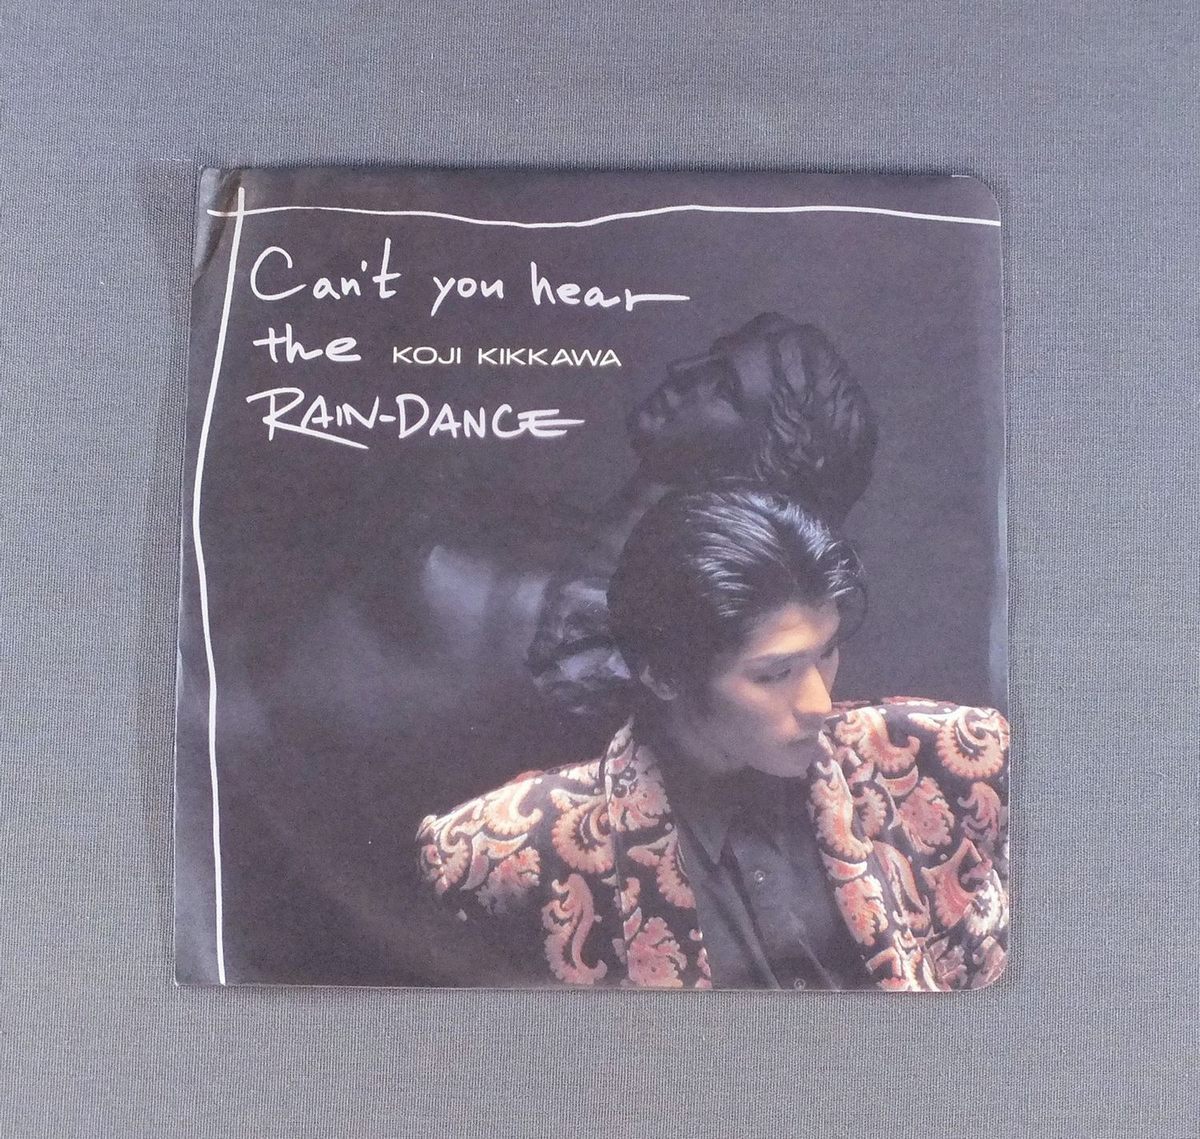 Can't you hear
the KOJI KIKKAWA
RAIN-DANCE